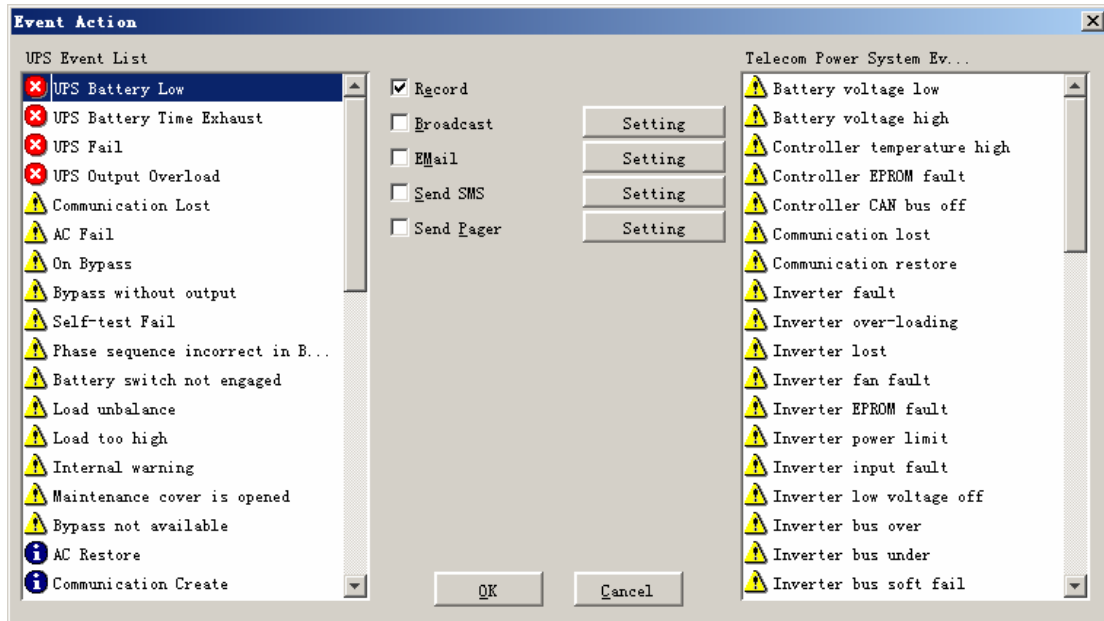 Event Action
UPS Event List
UPS Battery Low
UPS Battery Time Exhaust
UPS Fail
UPS Output Overload
Communication Lost
AC Fail
On Bypass
Bypass without output
Self-test Fail
Phase sequence incorrect in B...
Battery switch not engaged
Load unbalance
Load too high
Internal warning
Maintenance cover is opened
Bypass not available
AC Restore
Communication Create
Record
Broadcast
Setting
EMail
Setting
Send SMS
Setting
Send Pager
Setting
OK
Cancel
Telecom Power System Ev...
Battery voltage low
Battery voltage high
Controller temperature high
Controller EPROM fault
Controller CAN bus off
Communication lost
Communication restore
Inverter fault
Inverter over-loading
Inverter lost
Inverter fan fault
Inverter EPROM fault
Inverter power limit
Inverter input fault
Inverter low voltage off
Inverter bus over
Inverter bus under
Inverter bus soft fail